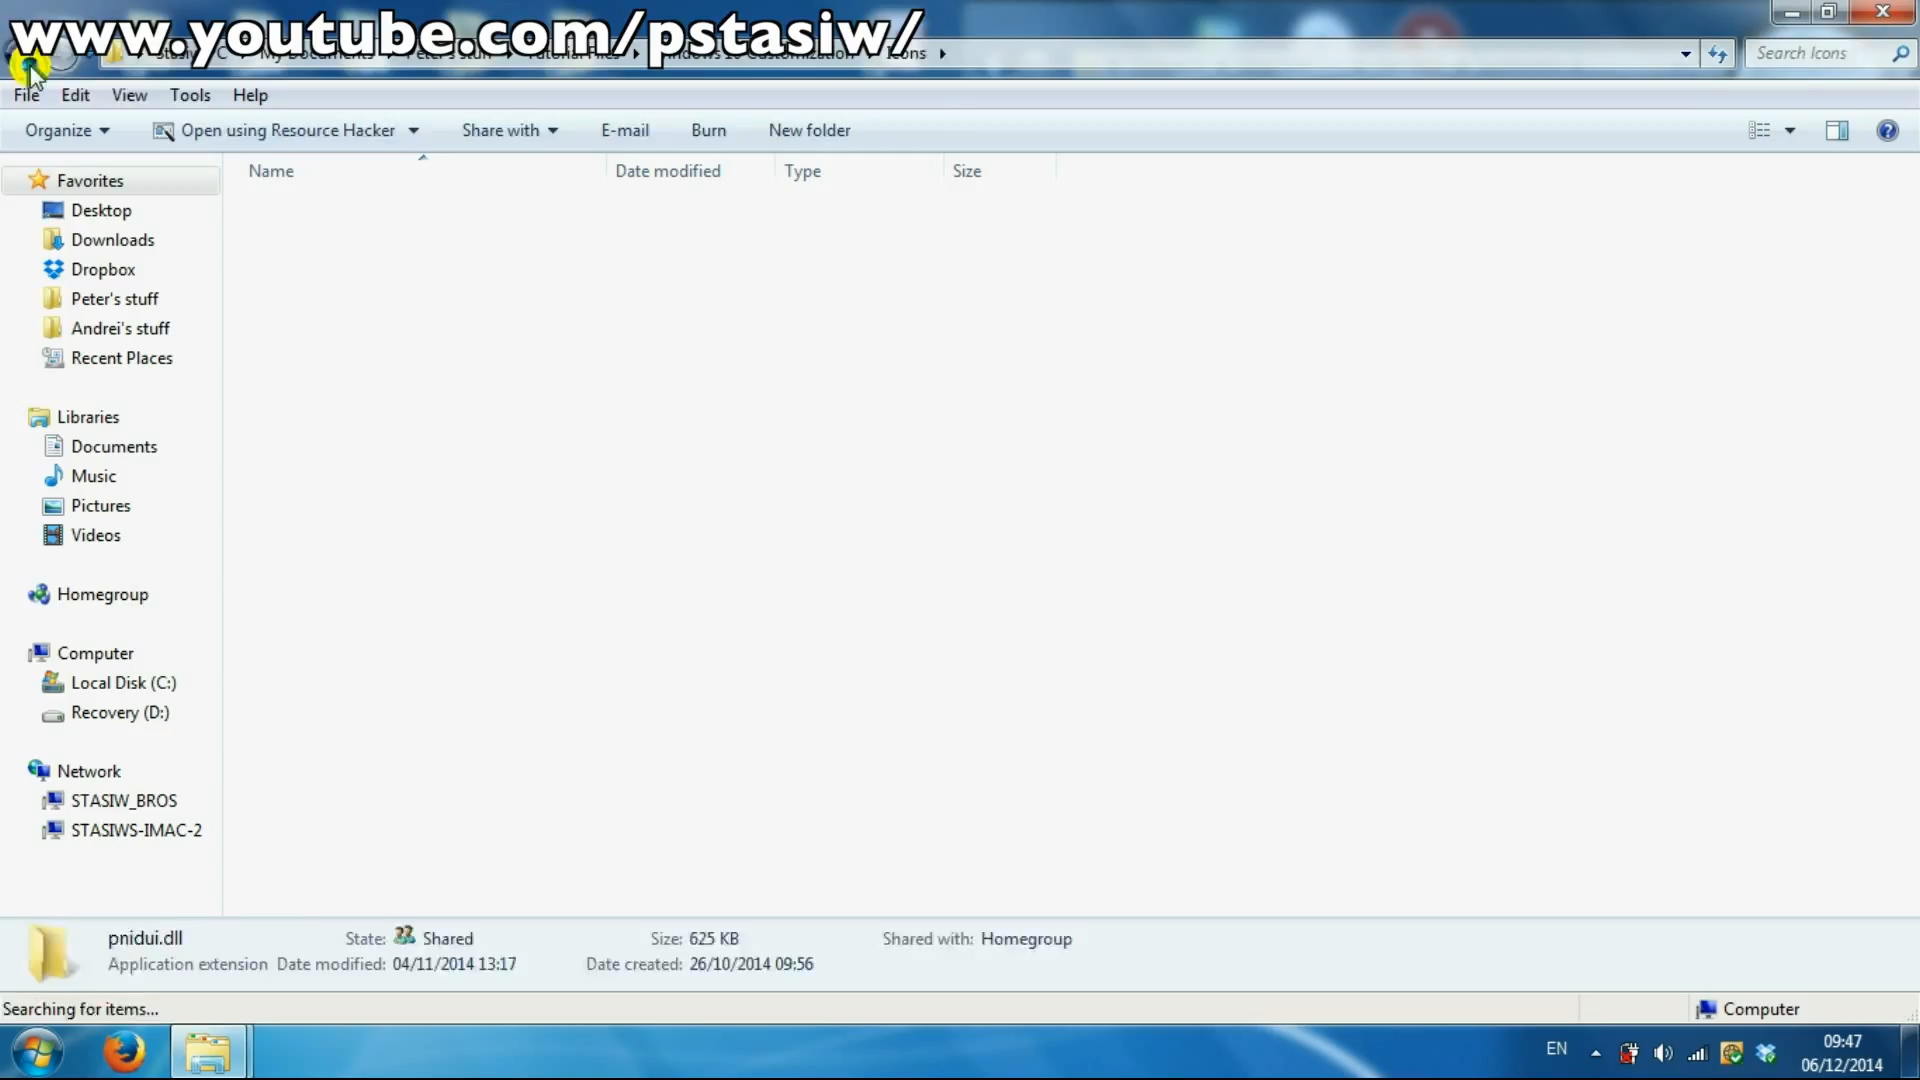 www.youtube.com/pstasiw/
Icons
Search Icons
File Edit View Tools Help
Organize Open using Resource Hacker Share with E-mail Burn New folder
Name Date modified Type Size
Favorites
Desktop
Downloads
Dropbox
Peter's stuff
Andrei's stuff
Recent Places
Libraries
Documents
Music
Pictures
Videos
Homegroup
Computer
Local Disk (C:)
Recovery (D:)
Network
STASIW_BROS
STASIWS-IMAC-2
pnidui.dll State: Shared Size: 625 KB Shared with: Homegroup
Application extension Date modified: 04/11/2014 13:17 Date created: 26/10/2014 09:56
Searching for items... Computer
EN 09:47
06/12/2014